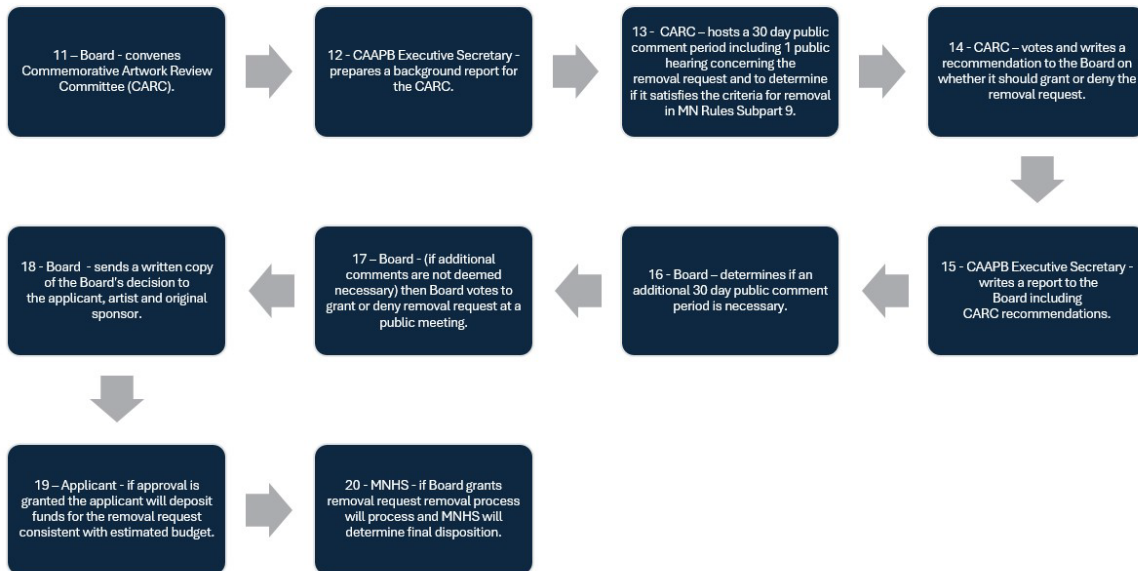 11 – Board - convenes
Commemorative Artwork Review
Committee (CARC).
12 - CAAPB Executive Secretary -
prepares a background report for
the CARC.
13 - CARC – hosts a 30 day public
comment period including 1 public
hearing concerning the
removal request and to determine
if it satisfies the criteria for removal
in MN Rules Subpart 9.
14 – CARC – votes and writes a
recommendation to the Board on
whether it should grant or deny the
removal request.
15 - CAAPB Executive Secretary -
writes a report to the
Board including
CARC recommendations.
16 - Board – determines if an
additional 30 day public comment
period is necessary.
17 – Board - (if additional
comments are not deemed
necessary) then Board votes to
grant or deny removal request at a
public meeting.
18 - Board - sends a written copy
of the Board's decision to
the applicant, artist and original
sponsor.
19 – Applicant - if approval is
granted the applicant will deposit
funds for the removal request
consistent with estimated budget.
20 - MNHS - if Board grants
removal request removal process
will process and MNHS will
determine final disposition.